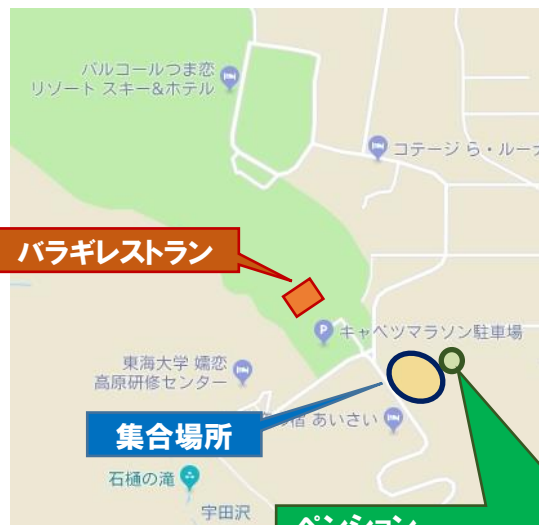 パルコールつま恋
リゾート スキー&ホテル
コテージ ら・ルー
バラギレストラン
キャベツマラソン駐車場
東海大学 嬬恋
高原研修センター
集合場所
の宿 あいさい
石樋の滝
宇田沢
ペンション